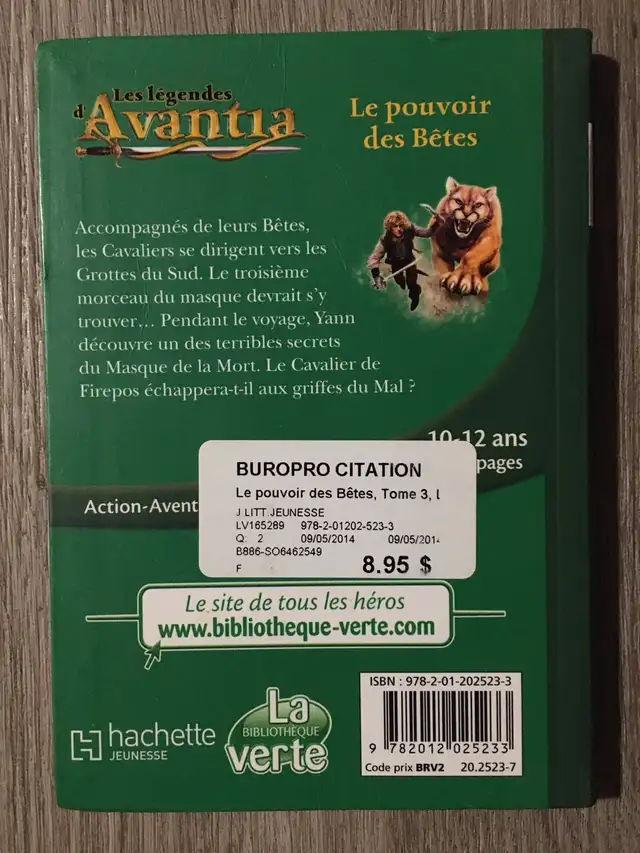 Les légendes
d'Avantia
Le pouvoir
des Bêtes
Accompagnés de leurs Bêtes,
les Cavaliers se dirigent vers les
Grottes du Sud. Le troisième
morceau du masque devrait s'y
trouver... Pendant le voyage, Yann
découvre un des terribles secrets
du Masque de la Mort. Le Cavalier de
Firepos échappera-t-il aux griffes du Mal ?
10-12 ans
pages
Action-Avent
BUROPRO CITATION
Le pouvoir des Bêtes, Tome 3, L
J LITT.JEUNESSE
LV165289 978-2-01202-523-3
Q: 2 09/05/2014 09/05/2014
B886-SO6462549
F 8.95 $
Le site de tous les héros
www.bibliotheque-verte.com
hachette
JEUNESSE
La
BIBLIOTHÈQUE
verte
ISBN : 978-2-01-202523-3
9 782012 025233
Code prix BRV2 20.2523-7